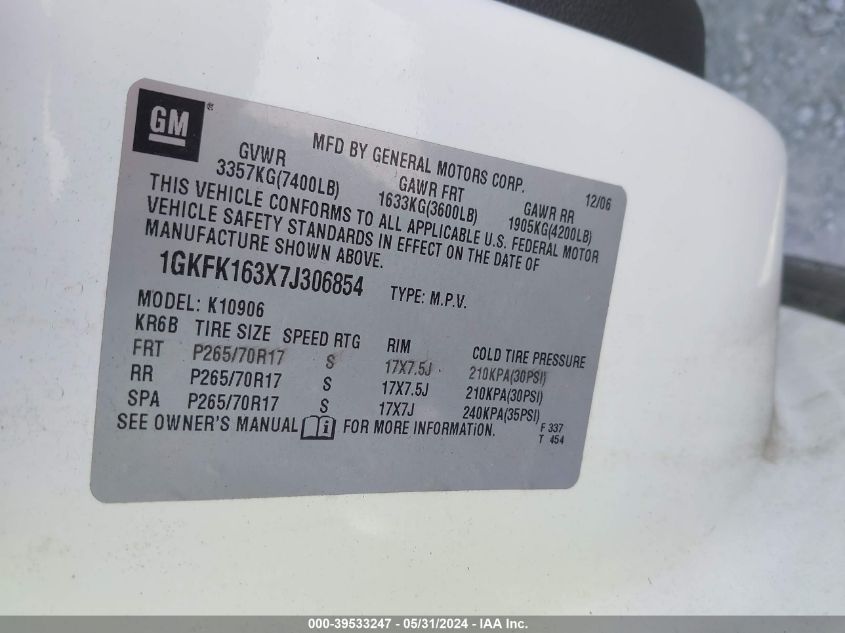 GM®
MFD BY GENERAL MOTORS CORP. 12/06
GVWR GAWR FRT GAWR RR
3357KG(7400LB) 1633KG(3600LB) 1905KG(4200LB)
THIS VEHICLE CONFORMS TO ALL APPLICABLE U.S. FEDERAL MOTOR
VEHICLE SAFETY STANDARDS IN EFFECT ON THE DATE OF
MANUFACTURE SHOWN ABOVE.
1GKFK163X7J306854 TYPE: M.P.V.
MODEL: K10906
KR6B TIRE SIZE SPEED RTG RIM COLD TIRE PRESSURE
FRT P265/70R17 S 17X7.5J 210KPA(30PSI)
RR P265/70R17 S 17X7.5J 210KPA(30PSI)
SPA P265/70R17 S 17X7J 240KPA(35PSI)
SEE OWNER'S MANUAL i FOR MORE INFORMATION. F 337
T 454
000-39533247 - 05/31/2024 - IAA Inc.